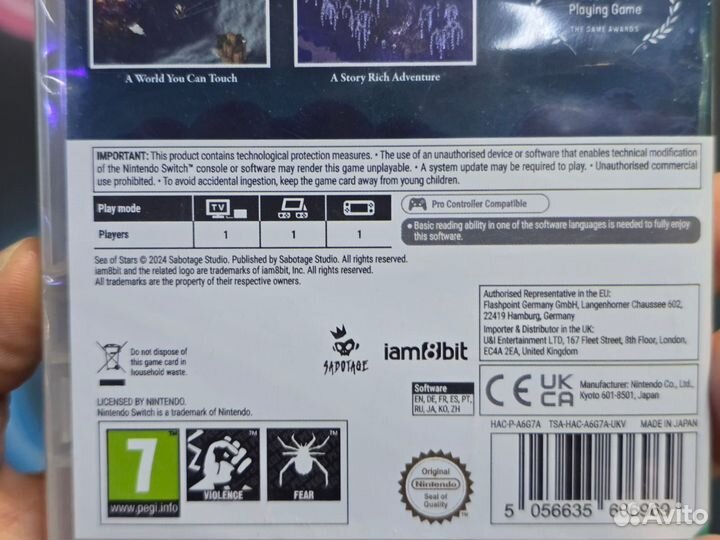 Playing Game
THE GAME AWARDS
A World You Can Touch
A Story Rich Adventure
IMPORTANT: This product contains technological protection measures. • The use of an unauthorised device or software that enables technical modification
of the Nintendo Switch™ console or software may render this game unplayable. • A system update may be required to play. • Unauthorised commercial
use prohibited. • To avoid accidental ingestion, keep the game card away from young children.
Play mode
TV
Players
1
1
1
Pro Controller Compatible
• Basic reading ability in one of the software languages is needed to fully enjoy
this software.
Sea of Stars © 2024 Sabotage Studio. Published by Sabotage Studio. All rights reserved.
iam8bit and the related logo are trademarks of iam8bit, Inc. All rights reserved.
All trademarks are the property of their respective owners.
Authorised Representative in the EU:
Flashpoint Germany GmbH, Langenhorner Chaussee 602,
22419 Hamburg, Germany
Importer & Distributor in the UK:
U&I Entertainment LTD, 167 Fleet Street, 8th Floor, London,
EC4A 2EA, United Kingdom
Do not dispose of
this game card in
household waste.
SABOTAGE
iam8bit
Software
EN, DE, FR, ES, PT,
RU, JA, KO, ZH
CE
UK
CA
Manufacturer: Nintendo Co., Ltd.,
Kyoto 601-8501, Japan
LICENSED BY NINTENDO.
Nintendo Switch is a trademark of Nintendo.
HAC-P-A6G7A
TSA-HAC-A6G7A-UKV
MADE IN JAPAN
7
www.pegi.info
VIOLENCE
FEAR
Original
Nintendo
Seal of
Quality
™
5 056635
Avito